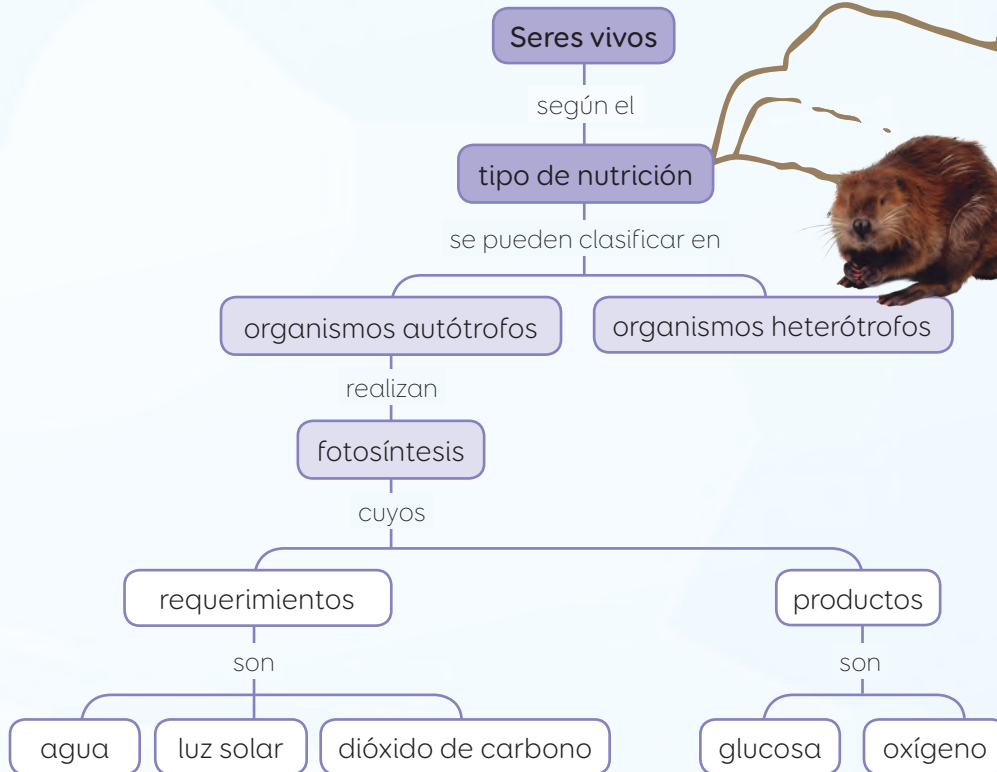 Seres vivos
según el
tipo de nutrición
se pueden clasificar en
organismos autótrofos
organismos heterótrofos
realizan
fotosíntesis
cuyos
requerimientos
productos
son
son
agua
luz solar
dióxido de carbono
glucosa
oxígeno